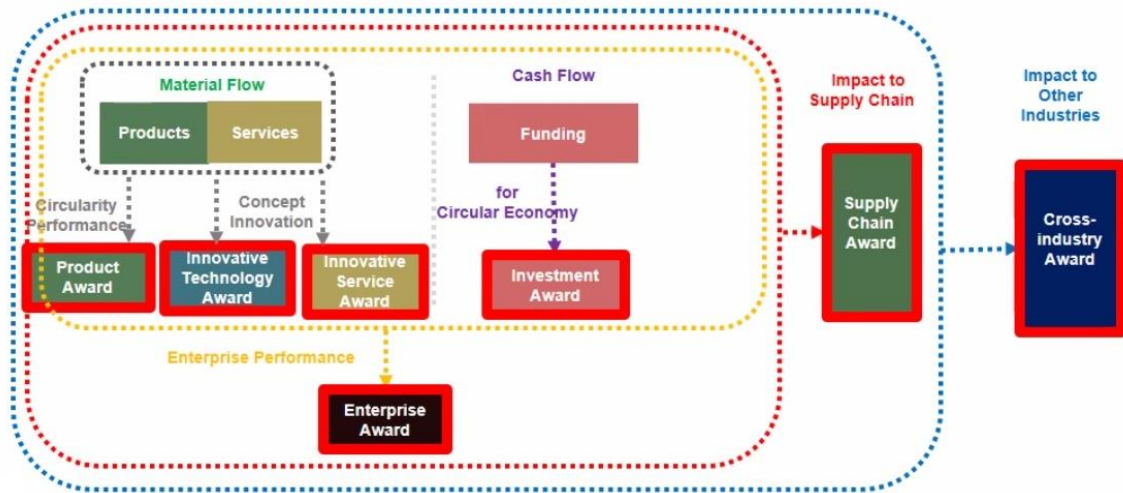 Material Flow
Products
Services
Cash Flow
Funding
Impact to
Supply Chain
Impact to
Other
Industries
Circularity
Performance
Concept
Innovation
for
Circular Economy
Product
Award
Innovative
Technology
Award
Innovative
Service
Award
Investment
Award
Supply
Chain
Award
Cross-
industry
Award
Enterprise Performance
Enterprise
Award